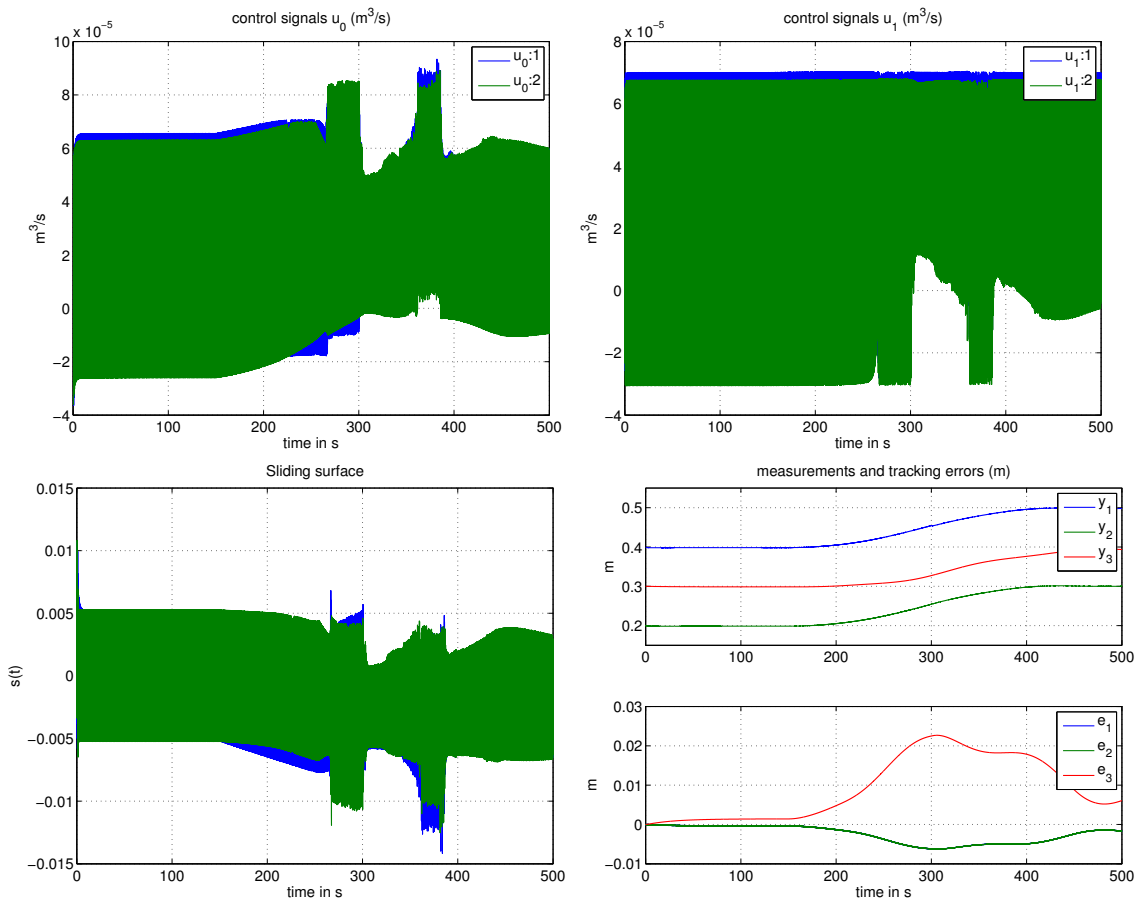 control signals u0 (m3/s)
x 10−5
10
8
6
4
2
0
−2
−4
m3/s
u0:1
u0:2
0 100 200 300 400 500
time in s
control signals u1 (m3/s)
x 10−5
8
6
4
2
0
−2
−4
m3/s
u1:1
u1:2
0 100 200 300 400 500
time in s
Sliding surface
0.015
0.01
0.005
0
−0.005
−0.01
−0.015
s(t)
0 100 200 300 400 500
time in s
measurements and tracking errors (m)
0.5
0.4
0.3
0.2
m
y1
y2
y3
0 100 200 300 400 500
0.03
0.02
0.01
0
−0.01
m
e1
e2
e3
0 100 200 300 400 500
time in s